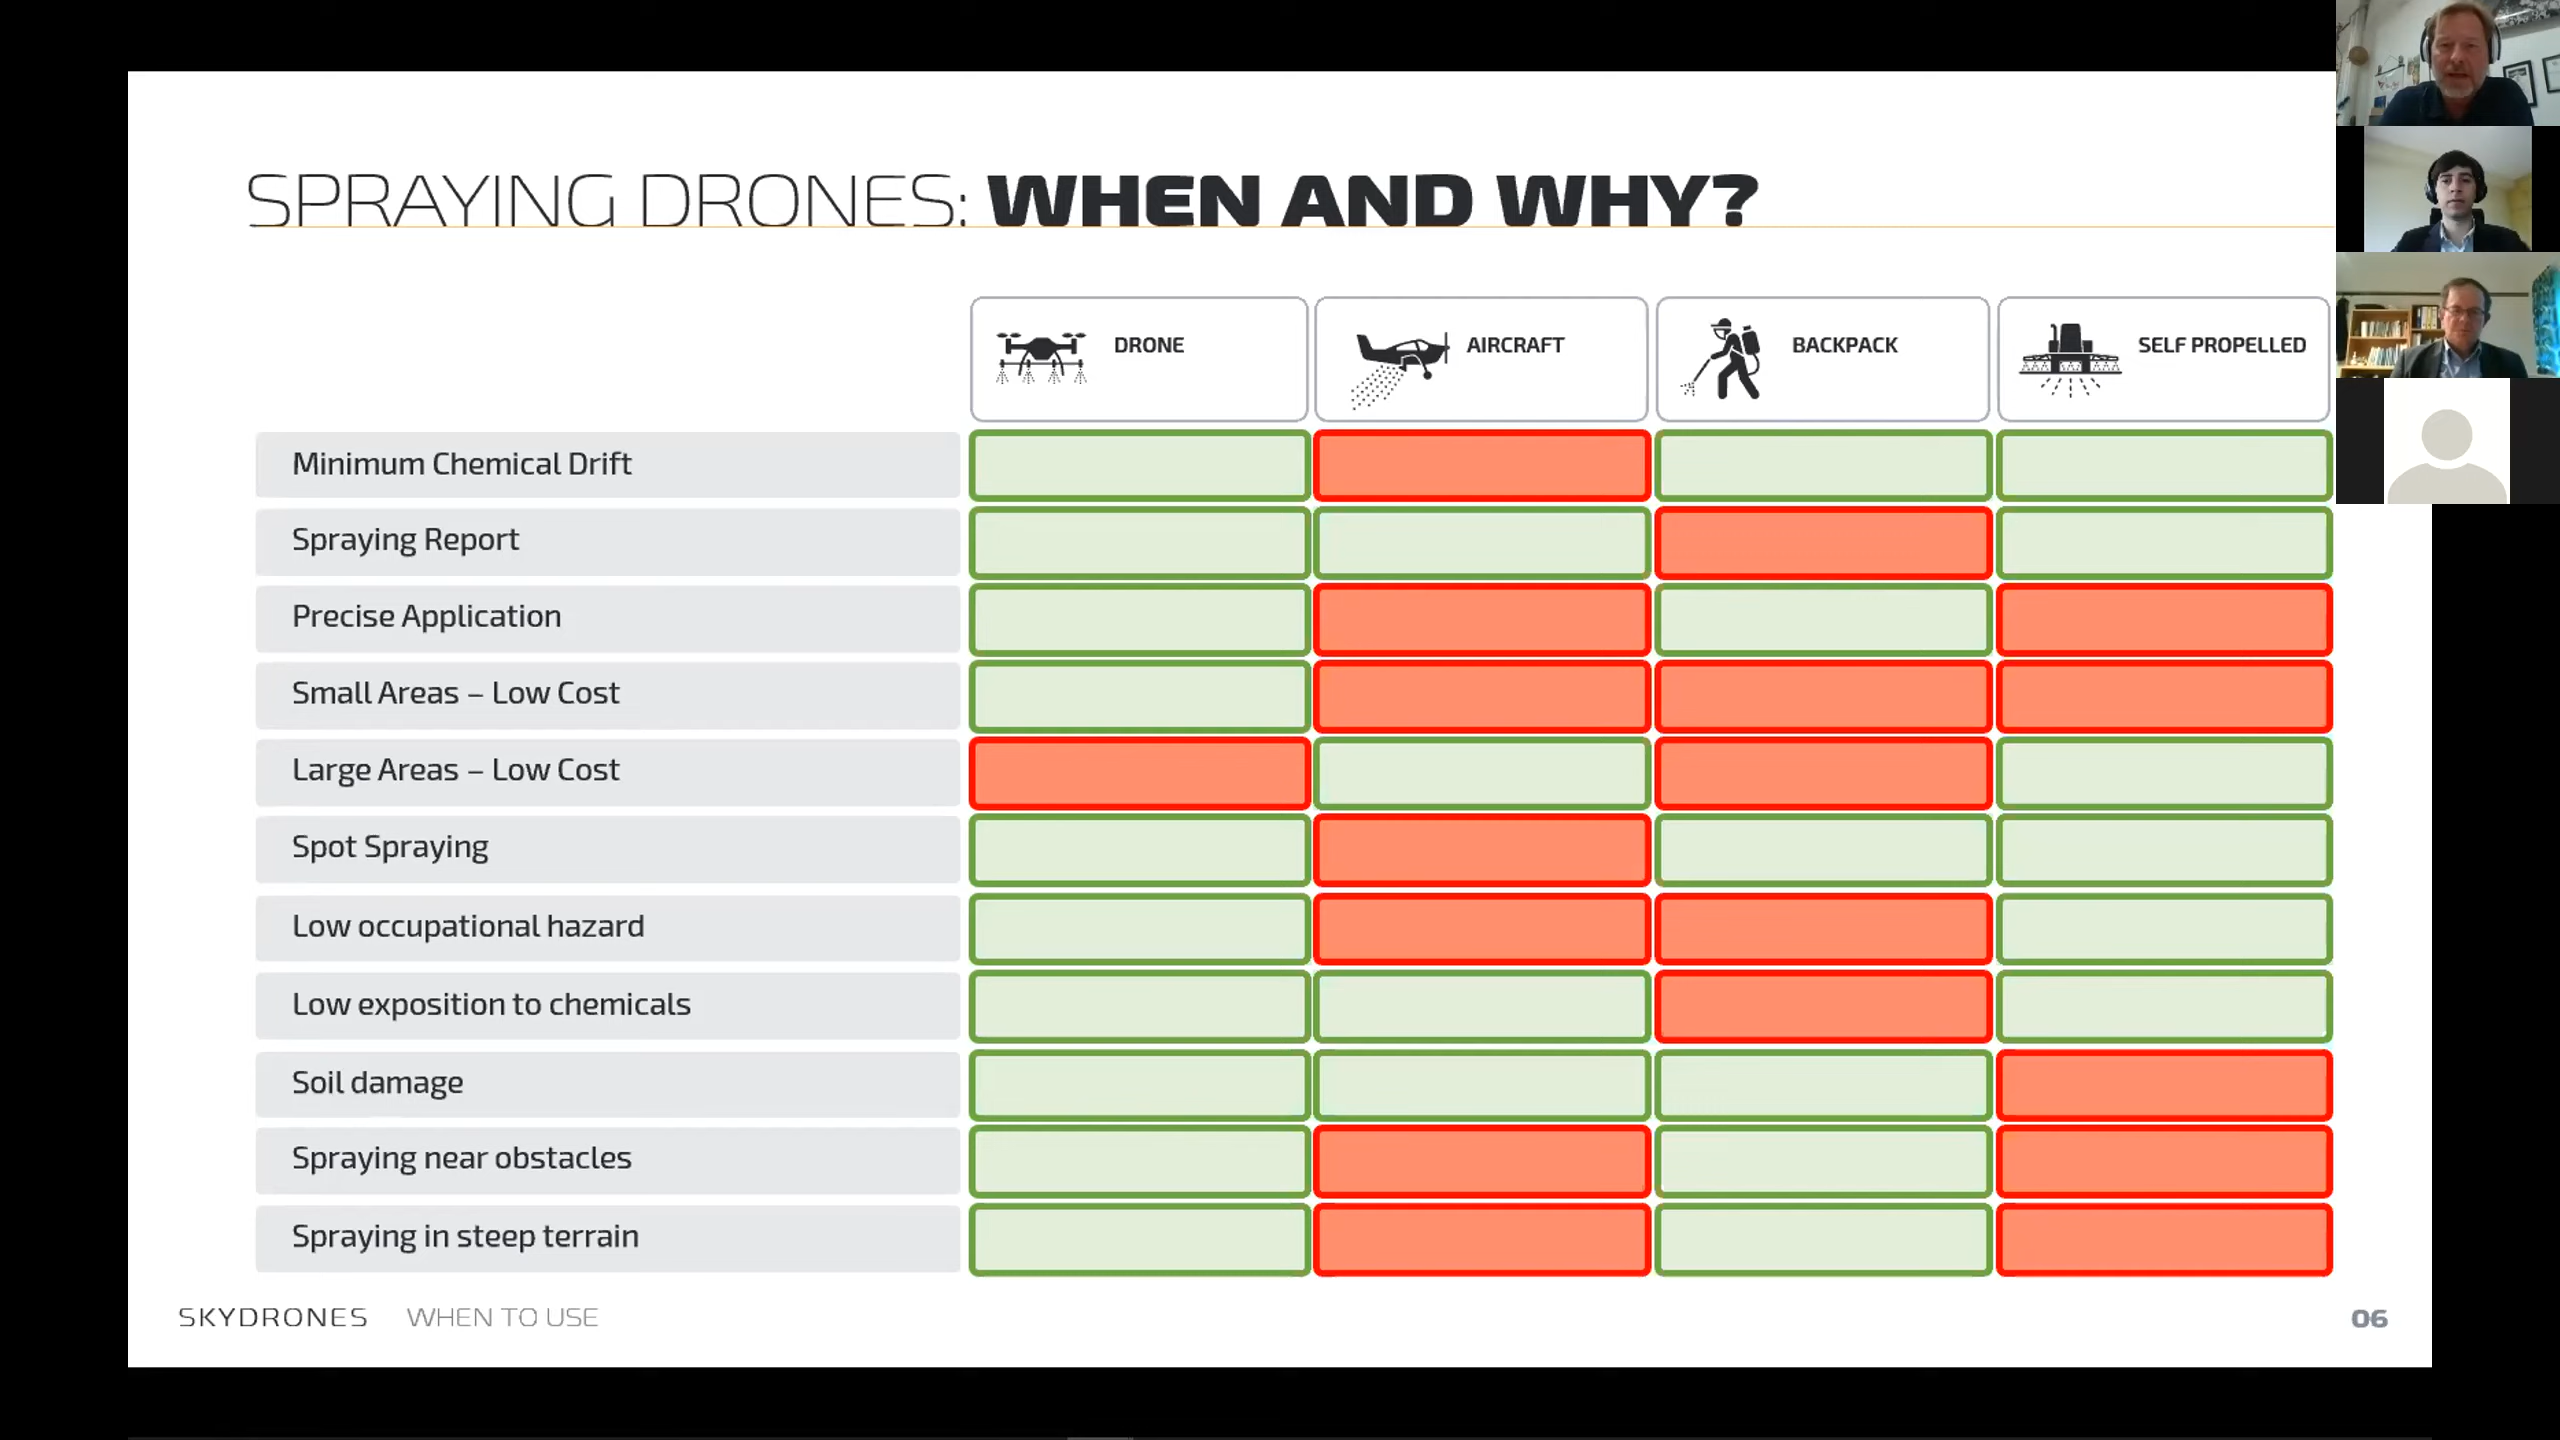 SPRAYING DRONES: WHEN AND WHY?
DRONE
AIRCRAFT
BACKPACK
SELF PROPELLED
Minimum Chemical Drift
Spraying Report
Precise Application
Small Areas – Low Cost
Large Areas – Low Cost
Spot Spraying
Low occupational hazard
Low exposition to chemicals
Soil damage
Spraying near obstacles
Spraying in steep terrain
SKYDRONES WHEN TO USE
06